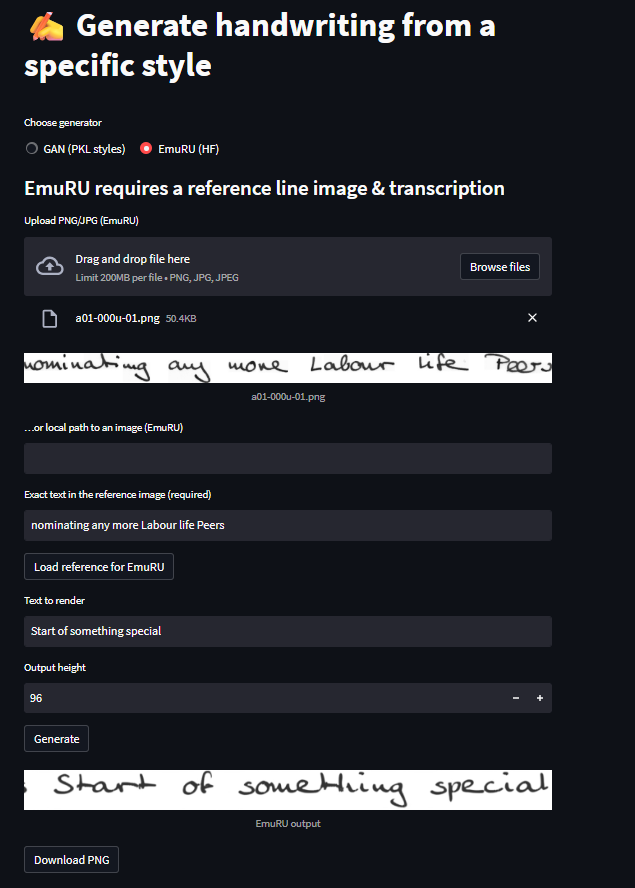 ✍️ Generate handwriting from a
specific style
Choose generator
GAN (PKL styles) EmuRU (HF)
EmuRU requires a reference line image & transcription
Upload PNG/JPG (EmuRU)
Drag and drop file here
Limit 200MB per file • PNG, JPG, JPEG
Browse files
a01-000u-01.png 50.4KB
nominating any more Labour life Peers
a01-000u-01.png
...or local path to an image (EmuRU)
Exact text in the reference image (required)
nominating any more Labour life Peers
Load reference for EmuRU
Text to render
Start of something special
Output height
96
Generate
Start of something special
EmuRU output
Download PNG